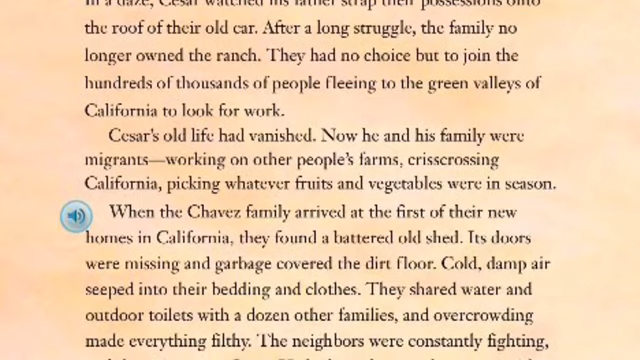 In a daze, Cesar watched his father strap their possessions onto
the roof of their old car. After a long struggle, the family no
longer owned the ranch. They had no choice but to join the
hundreds of thousands of people fleeing to the green valleys of
California to look for work.
Cesar's old life had vanished. Now he and his family were
migrants—working on other people's farms, crisscrossing
California, picking whatever fruits and vegetables were in season.
When the Chavez family arrived at the first of their new
homes in California, they found a battered old shed. Its doors
were missing and garbage covered the dirt floor. Cold, damp air
seeped into their bedding and clothes. They shared water and
outdoor toilets with a dozen other families, and overcrowding
made everything filthy. The neighbors were constantly fighting,